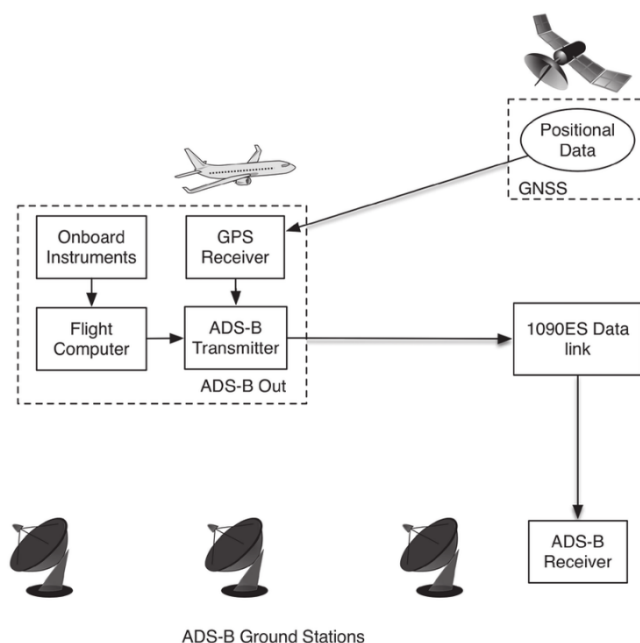 Positional
Data
GNSS
Onboard
Instruments
GPS
Receiver
Flight
Computer
ADS-B
Transmitter
ADS-B Out
1090ES Data
link
ADS-B
Receiver
ADS-B Ground Stations